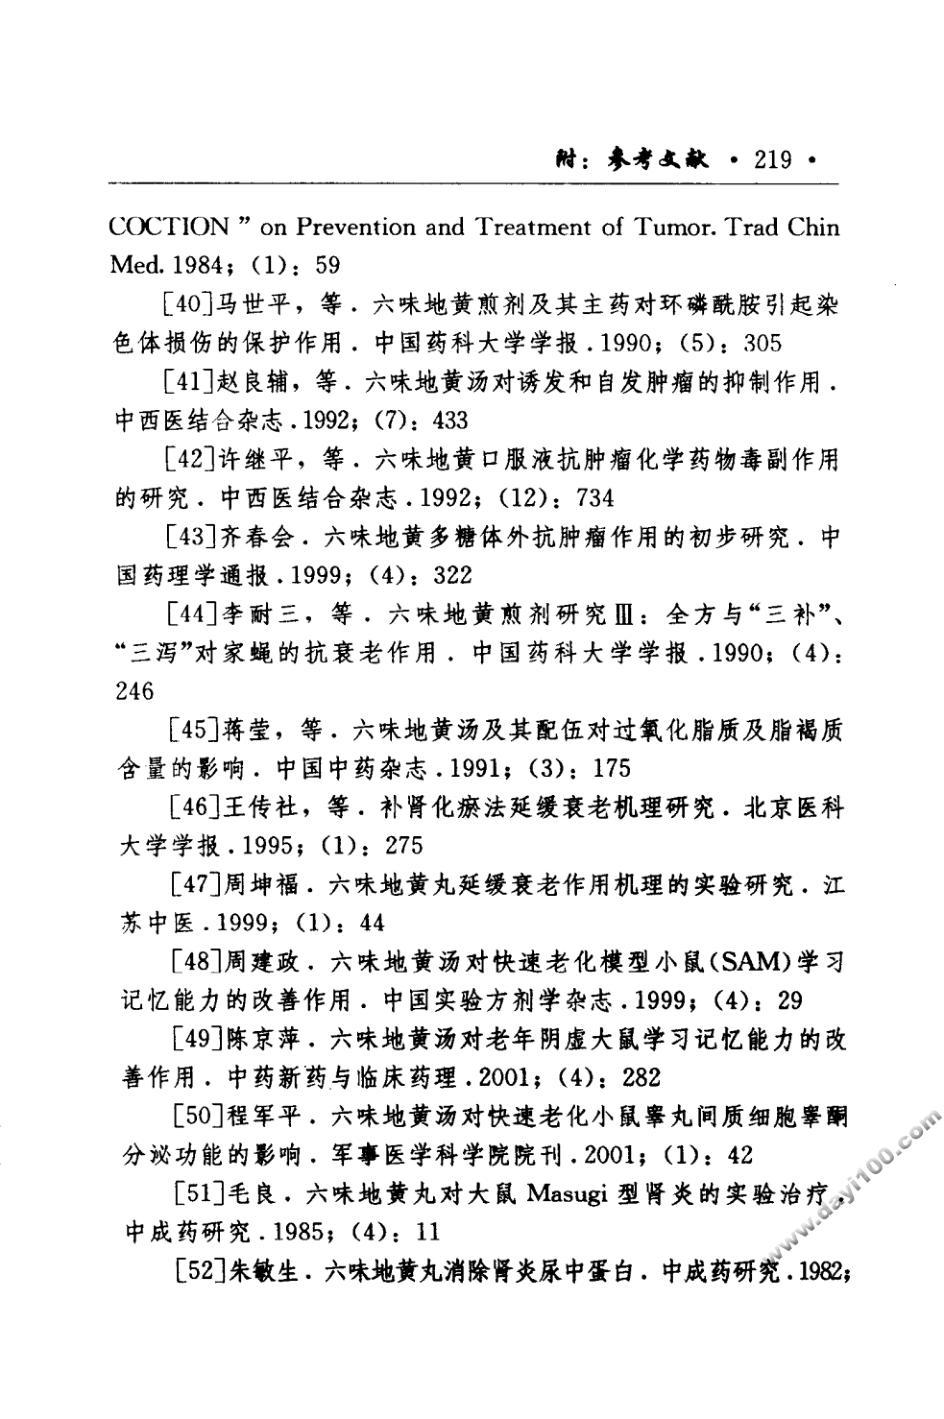 附：参考文献 · 219 ·
COCTION ” on Prevention and Treatment of Tumor. Trad Chin
Med. 1984；（1）：59
[40]马世平，等．六味地黄煎剂及其主药对环磷酰胺引起染
色体损伤的保护作用．中国药科大学学报．1990；（5）：305
[41]赵良辅，等．六味地黄汤对诱发和自发肿瘤的抑制作用．
中西医结合杂志．1992；（7）：433
[42]许继平，等．六味地黄口服液抗肿瘤化学药物毒副作用
的研究．中西医结合杂志．1992；（12）：734
[43]齐春会．六味地黄多糖体外抗肿瘤作用的初步研究．中
国药理学通报．1999；（4）：322
[44]李耐三，等．六味地黄煎剂研究Ⅲ：全方与“三补”、
“三泻”对家蝇的抗衰老作用．中国药科大学学报．1990；（4）：
246
[45]蒋莹，等．六味地黄汤及其配伍对过氧化脂质及脂褐质
含量的影响．中国中药杂志．1991；（3）：175
[46]王传社，等．补肾化瘀法延缓衰老机理研究．北京医科
大学学报．1995；（1）：275
[47]周坤福．六味地黄丸延缓衰老作用机理的实验研究．江
苏中医．1999；（1）：44
[48]周建政．六味地黄汤对快速老化模型小鼠（SAM）学习
记忆能力的改善作用．中国实验方剂学杂志．1999；（4）：29
[49]陈京萍．六味地黄汤对老年阴虚大鼠学习记忆能力的改
善作用．中药新药与临床药理．2001；（4）：282
[50]程军平．六味地黄汤对快速老化小鼠睾丸间质细胞睾酮
分泌功能的影响．军事医学科学院院刊．2001；（1）：42
[51]毛良．六味地黄丸对大鼠 Masugi 型肾炎的实验治疗．
中成药研究．1985；（4）：11
[52]朱敏生．六味地黄丸消除肾炎尿中蛋白．中成药研究．1982；
www.dayi100.com